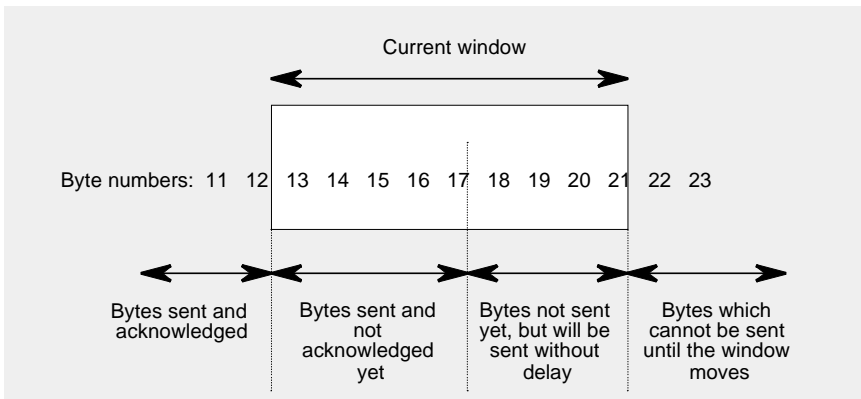 Current window
Byte numbers: 11 12 13 14 15 16 17 18 19 20 21 22 23
Bytes sent and
acknowledged
Bytes sent and
not
acknowledged
yet
Bytes not sent
yet, but will be
sent without
delay
Bytes which
cannot be sent
until the window
moves